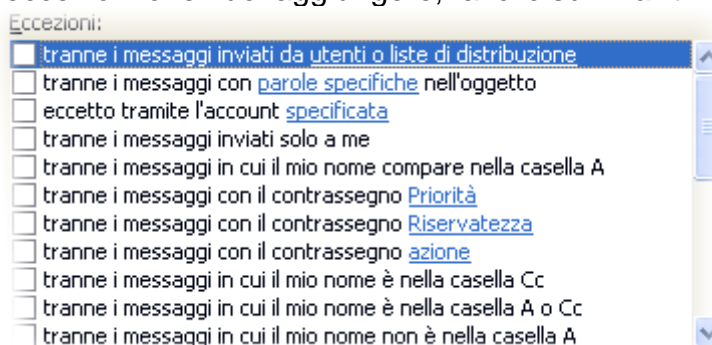 Eccezioni:
tranne i messaggi inviati da utenti o liste di distribuzione
tranne i messaggi con parole specifiche nell'oggetto
eccetto tramite l'account specificata
tranne i messaggi inviati solo a me
tranne i messaggi in cui il mio nome compare nella casella A
tranne i messaggi con il contrassegno Priorità
tranne i messaggi con il contrassegno Riservatezza
tranne i messaggi con il contrassegno azione
tranne i messaggi in cui il mio nome è nella casella Cc
tranne i messaggi in cui il mio nome è nella casella A o Cc
tranne i messaggi in cui il mio nome non è nella casella A